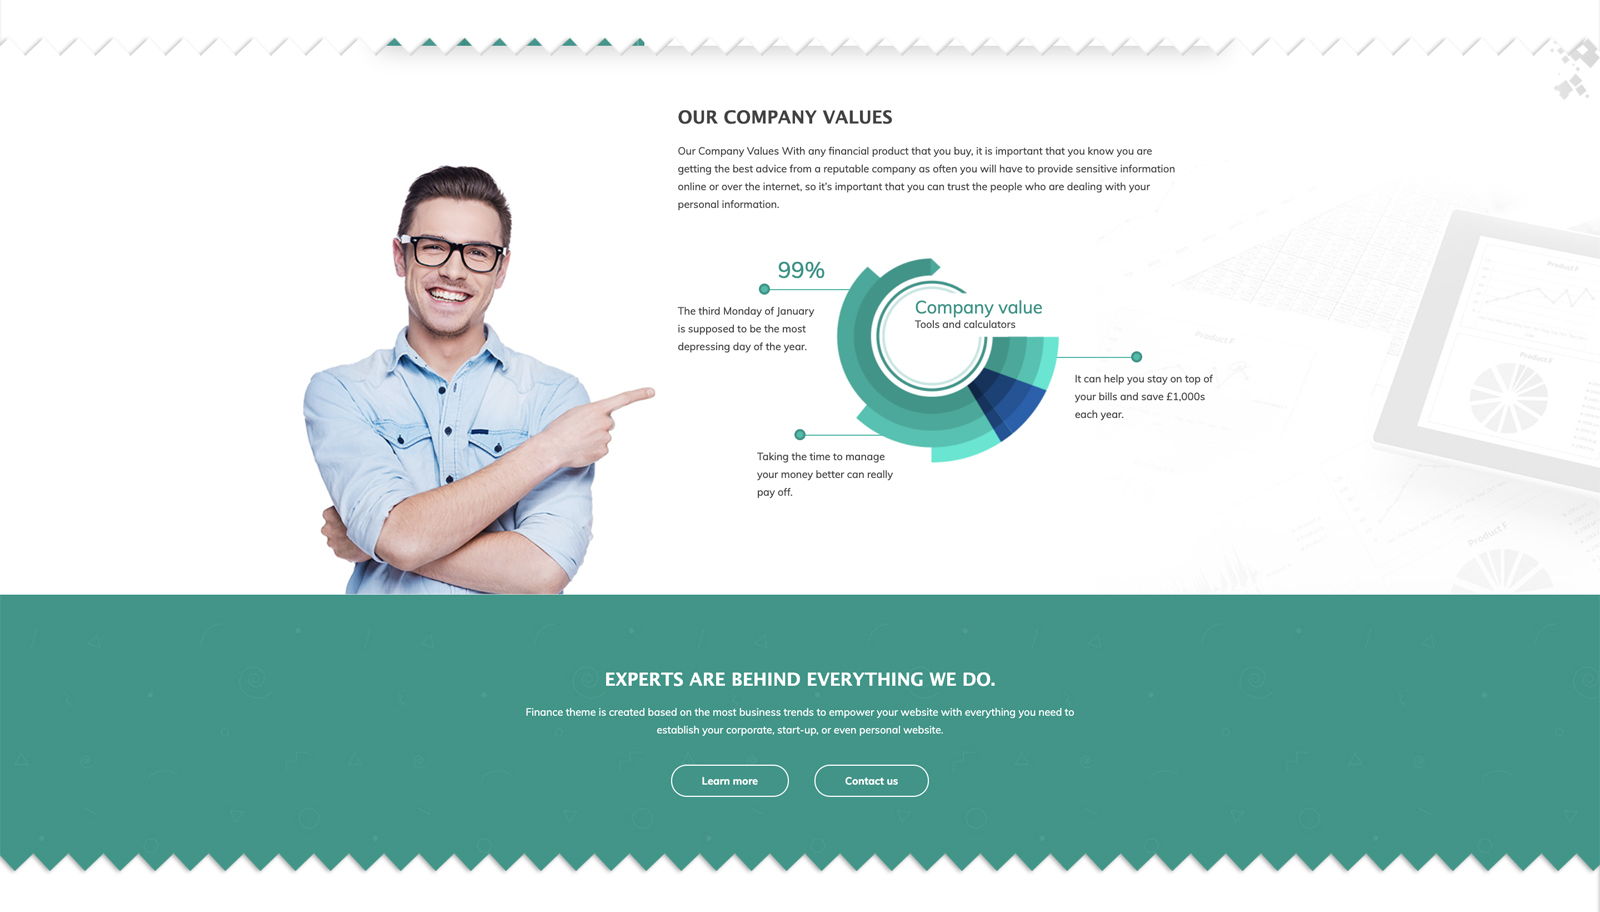 OUR COMPANY VALUES
Our Company Values With any financial product that you buy, it is important that you know you are
getting the best advice from a reputable company as often you will have to provide sensitive information
online or over the internet, so it's important that you can trust the people who are dealing with your
personal information.
99%
The third Monday of January
is supposed to be the most
depressing day of the year.
Company value
Tools and calculators
It can help you stay on top of
your bills and save £1,000s
each year.
Taking the time to manage
your money better can really
pay off.
Product F
Product F
Product F
Product F
EXPERTS ARE BEHIND EVERYTHING WE DO.
Finance theme is created based on the most business trends to empower your website with everything you need to
establish your corporate, start-up, or even personal website.
Learn more
Contact us